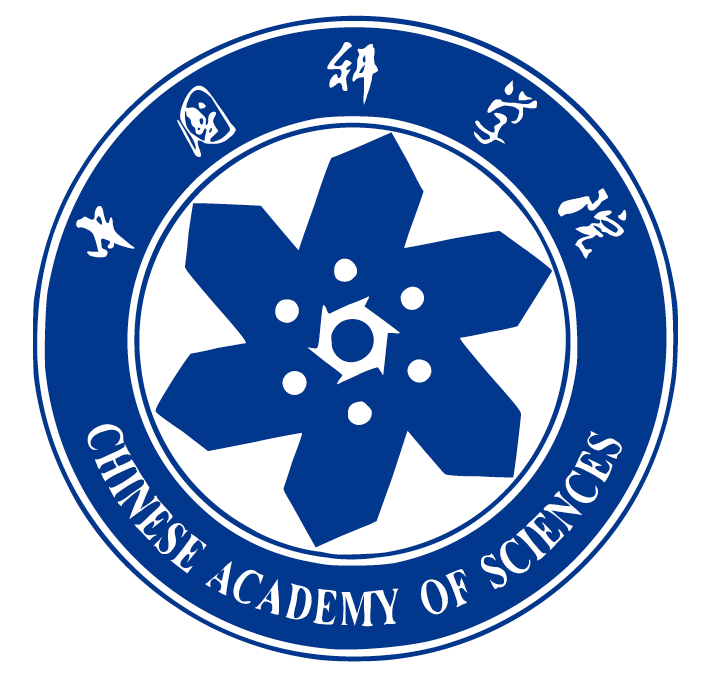 中国科学院
CHINESE ACADEMY OF SCIENCES